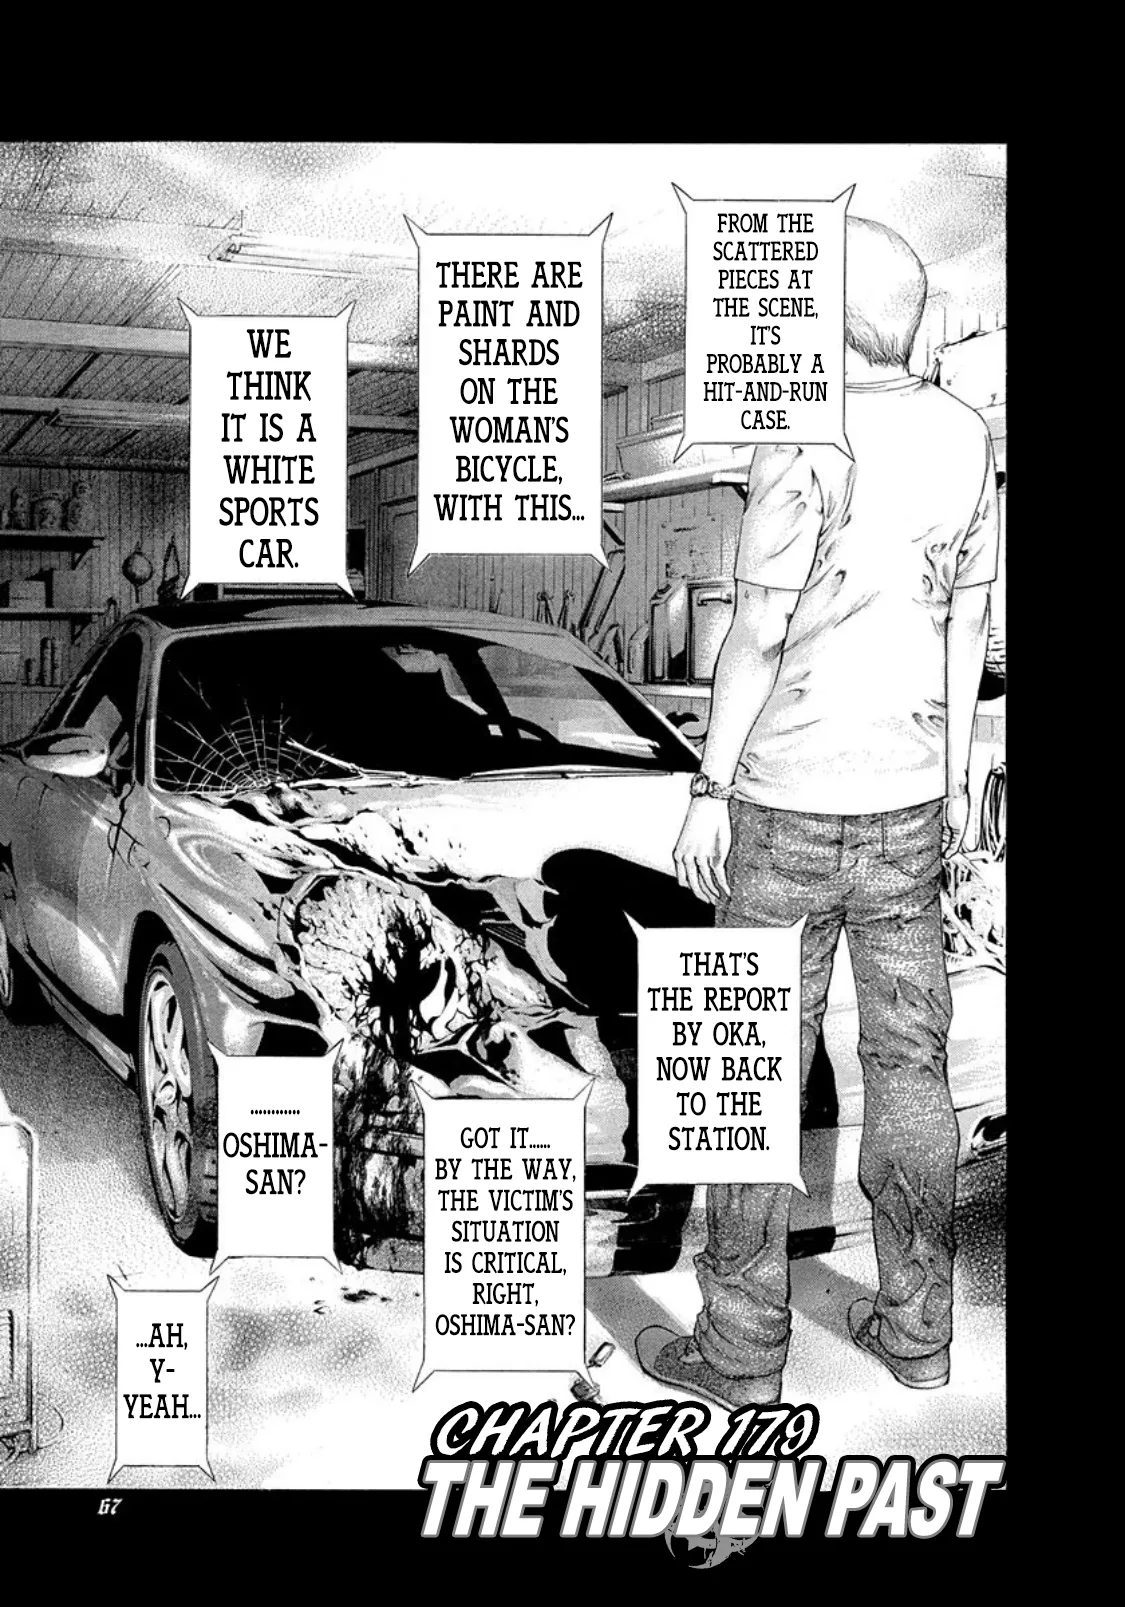 FROM THE
SCATTERED
PIECES AT
THE SCENE,
IT'S
PROBABLY A
HIT-AND-RUN
CASE.
THERE ARE
PAINT AND
SHARDS
ON THE
WOMAN'S
BICYCLE,
WITH THIS...
WE
THINK
IT IS A
WHITE
SPORTS
CAR.
THAT'S
THE REPORT
BY OKA,
NOW BACK
TO THE
STATION.
GOT IT......
BY THE WAY,
THE VICTIM'S
SITUATION
IS CRITICAL,
RIGHT,
OSHIMA-SAN?
............
OSHIMA-
SAN?
...AH,
Y-
YEAH...
CHAPTER 179
THE HIDDEN PAST
67